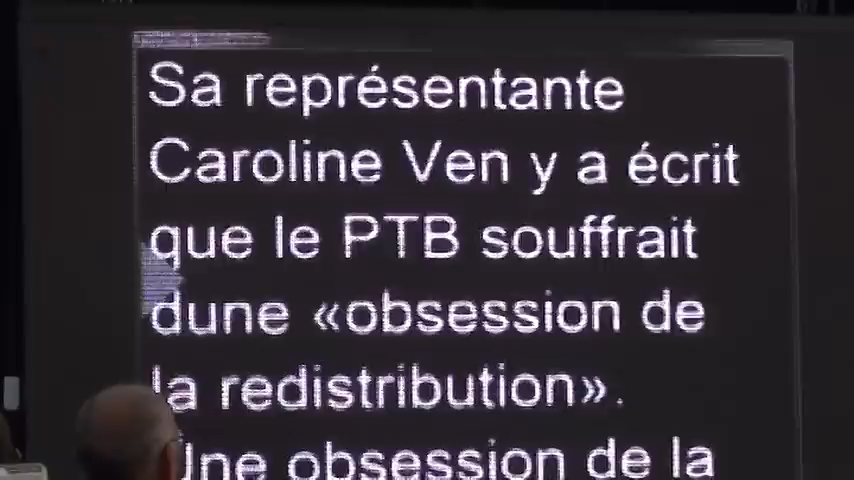 Sa représentante
Caroline Ven y a écrit
que le PTB souffrait
dune «obsession de
la redistribution».
Une obsession de la